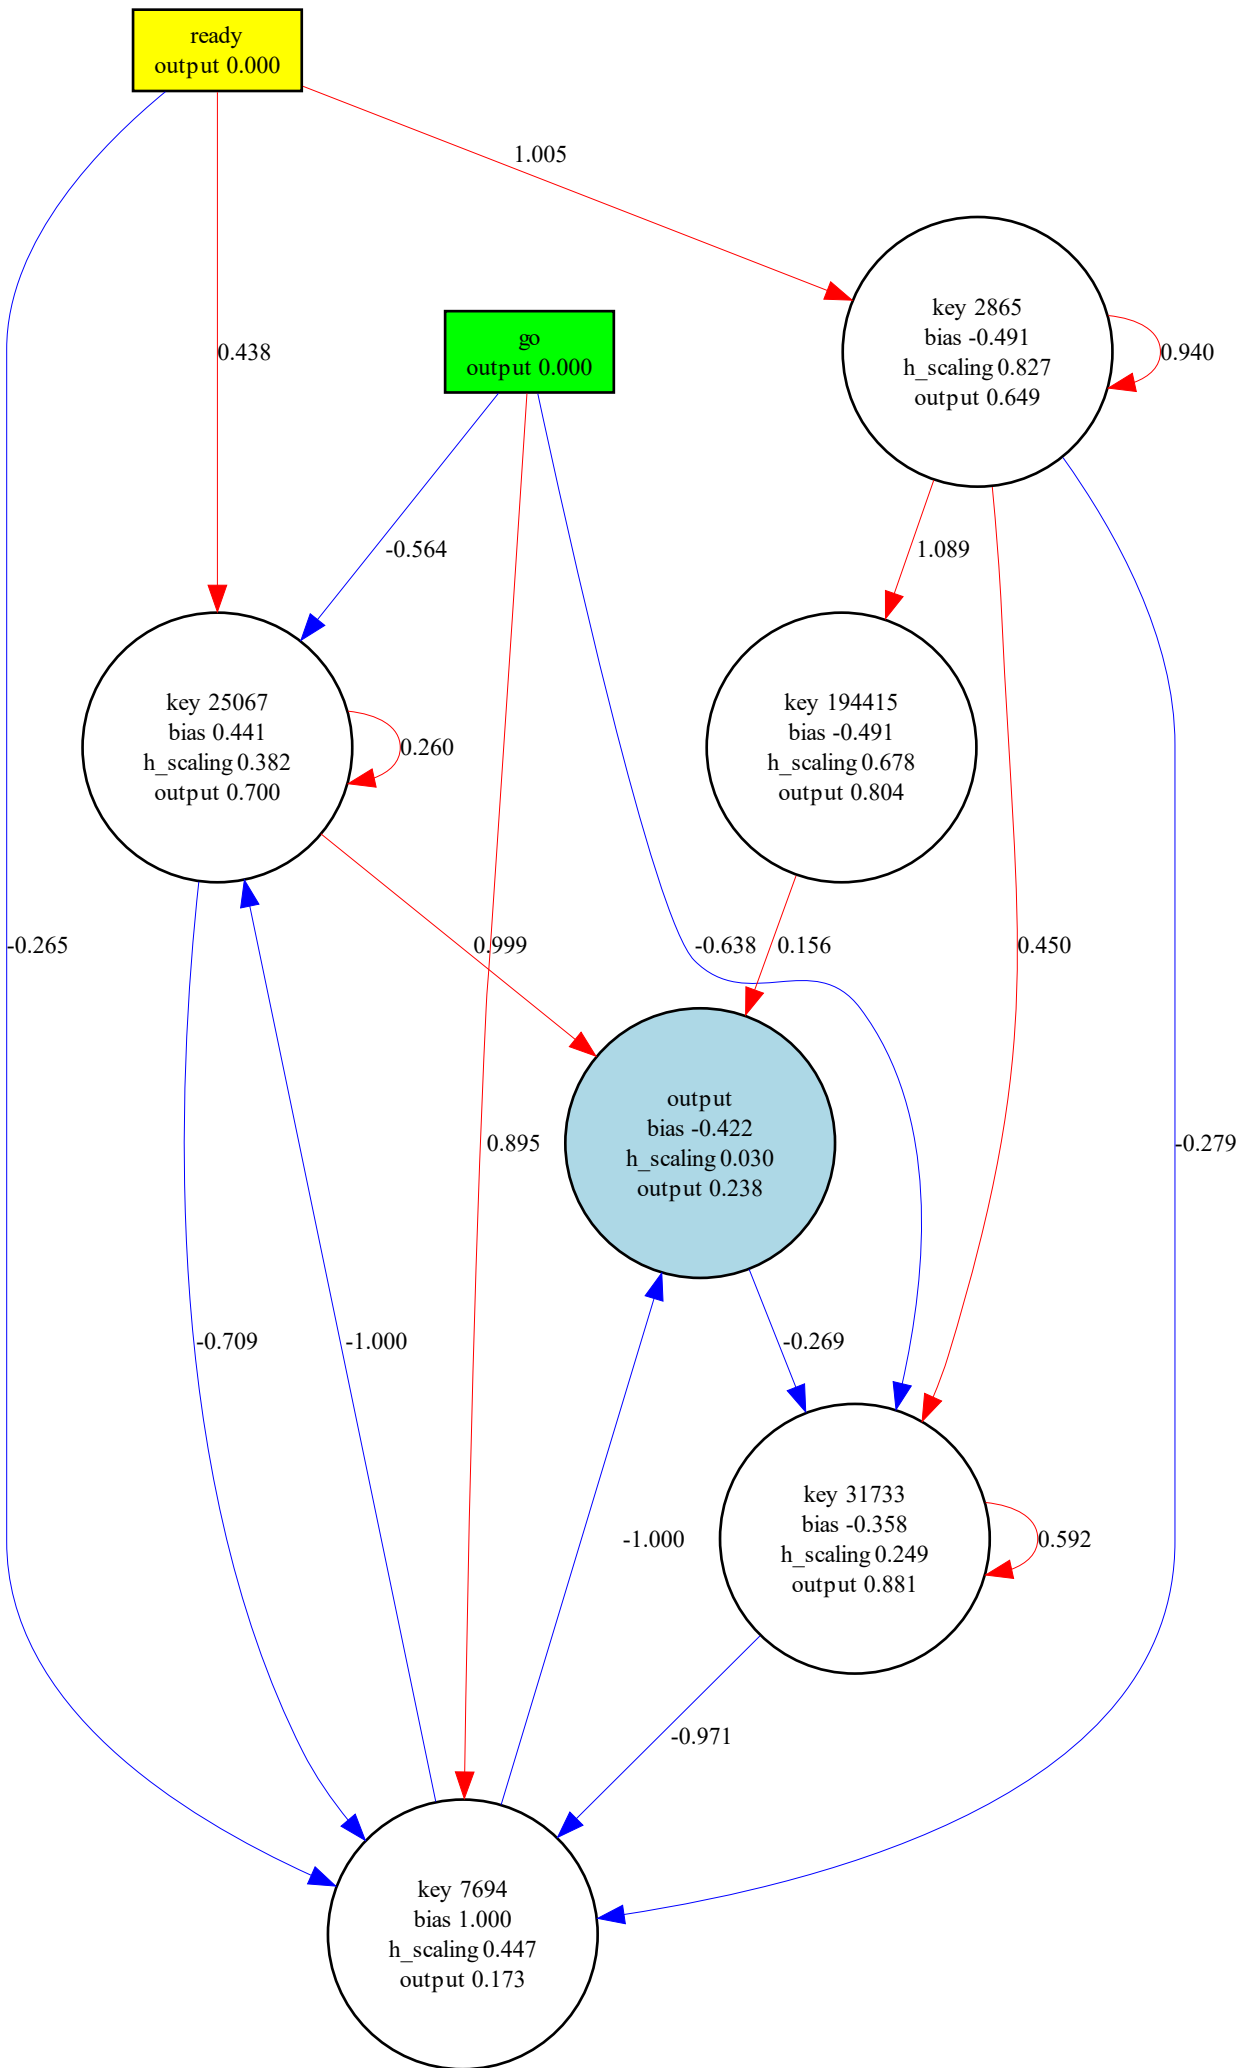 ready
output 0.000
1.005
go
output 0.000
key 2865
bias -0.491
h_scaling 0.827
output 0.649
0.438
0.940
-0.564
1.089
key 25067
bias 0.441
h_scaling 0.382
output 0.700
0.260
key 194415
bias -0.491
h_scaling 0.678
output 0.804
-0.265
0.999
-0.638
0.156
0.450
output
bias -0.422
h_scaling 0.030
output 0.238
0.895
-0.279
-0.709
-1.000
-0.269
key 31733
bias -0.358
h_scaling 0.249
output 0.881
-1.000
0.592
-0.971
key 7694
bias 1.000
h_scaling 0.447
output 0.173